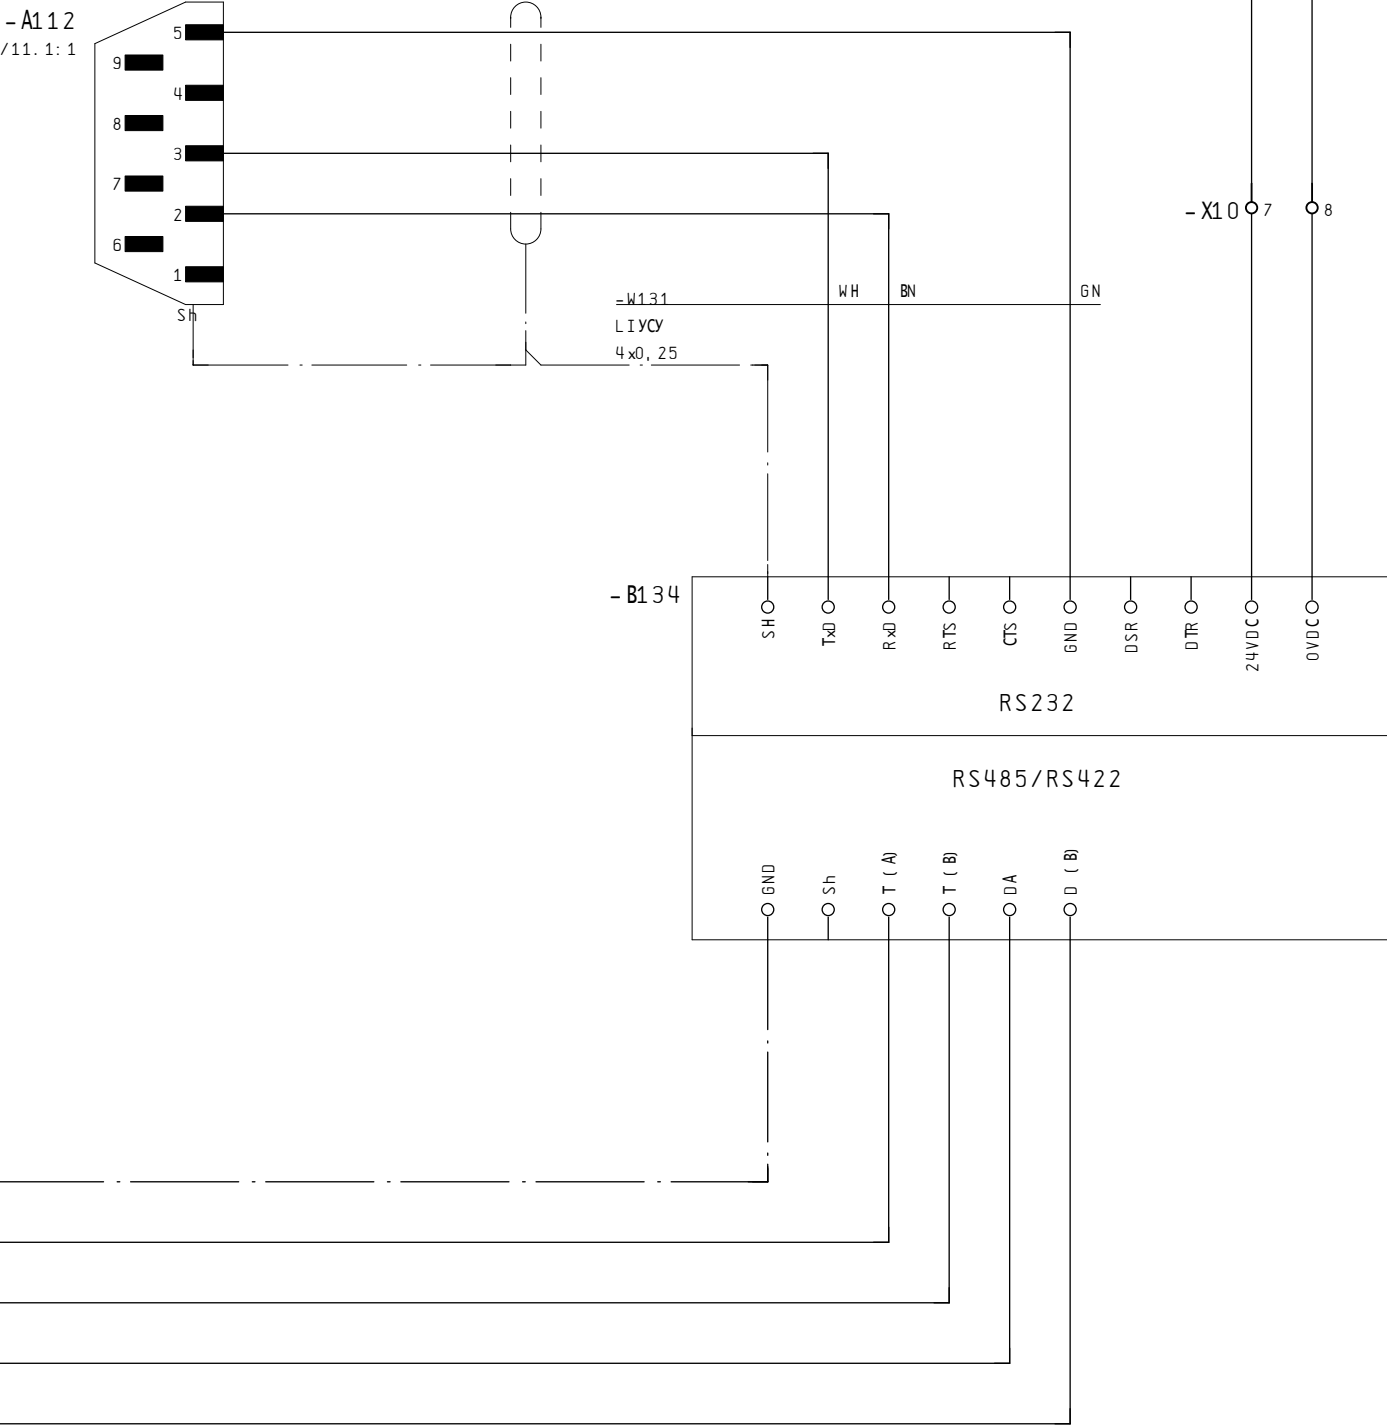 -A112
/11.1:1
5
9
4
8
3
7
2
6
1
Sh
-X10
7
8
-W131
WH
BN
GN
LIYCY
4x0,25
-B134
SH
TxD
RxD
RTS
CTS
GND
DSR
DTR
24VDC
0VDC
RS232
RS485/RS422
GND
Sh
T(A)
T(B)
DA
D(B)